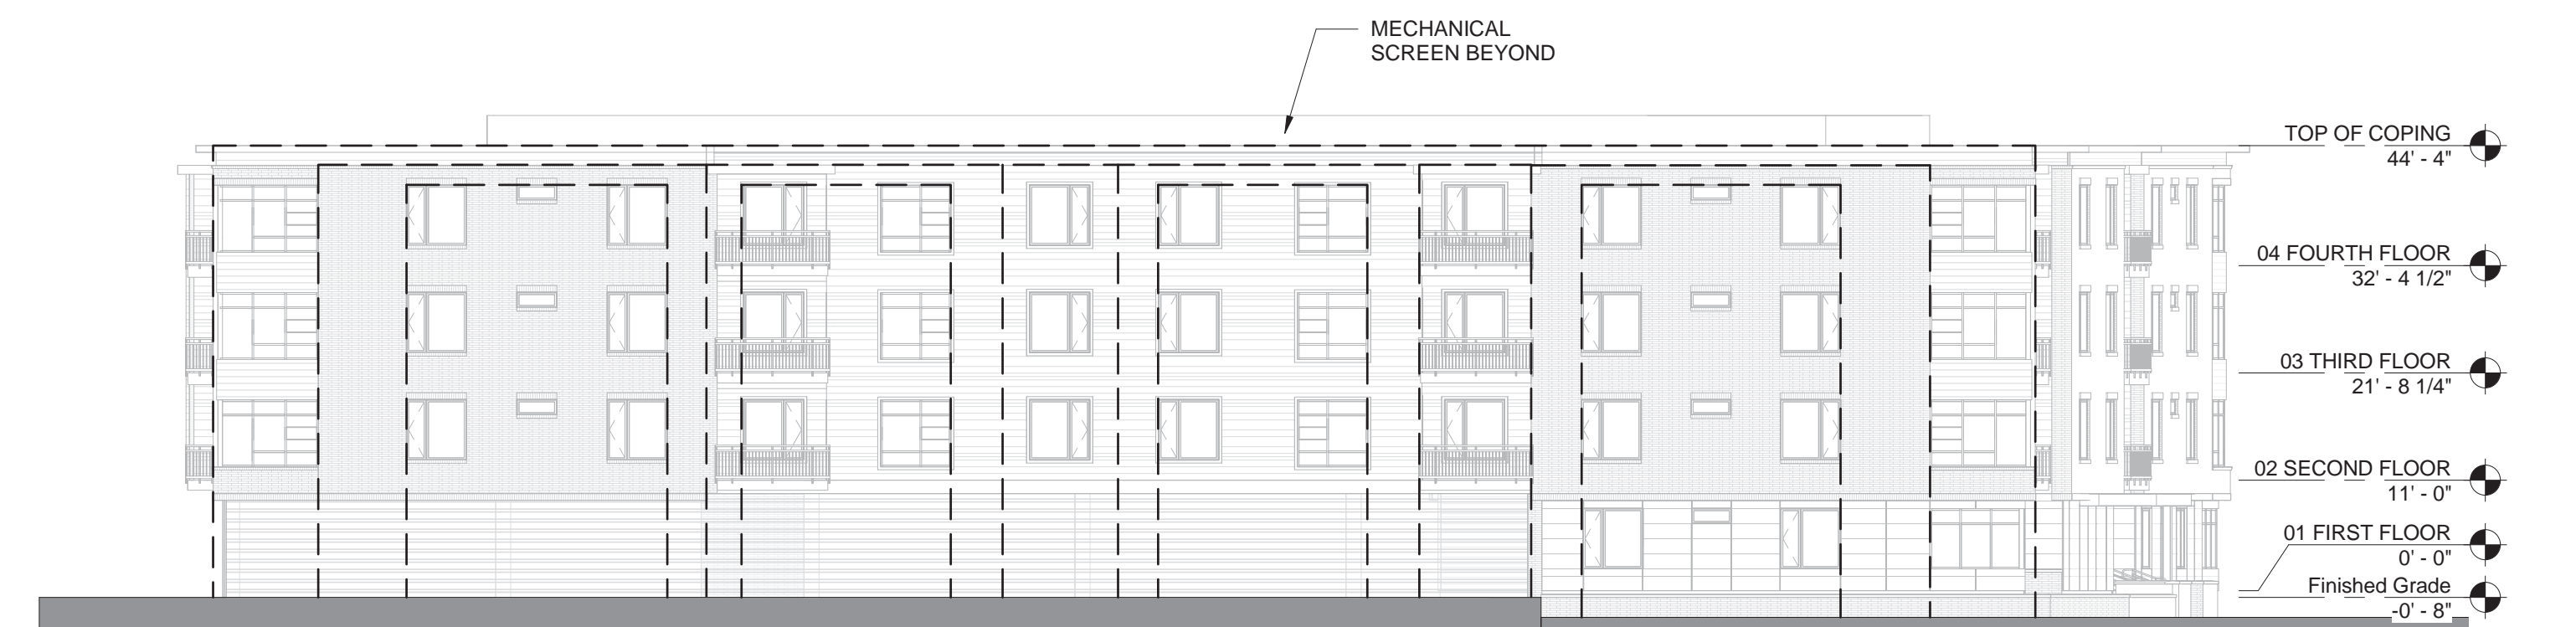 MECHANICAL
SCREEN BEYOND
TOP OF COPING
44' - 4"
04 FOURTH FLOOR
32' - 4 1/2"
03 THIRD FLOOR
21' - 8 1/4"
02 SECOND FLOOR
11' - 0"
01 FIRST FLOOR
0' - 0"
Finished Grade
-0' - 8"